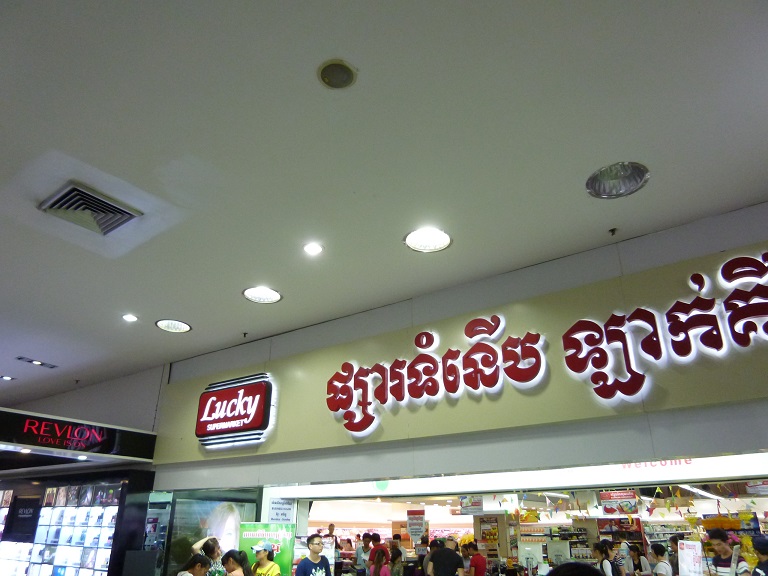 Lucky
SUPERMARKET
ផ្សារទំនើប ឡាក់គី
REVLON
LOVE IS ON
Welcome